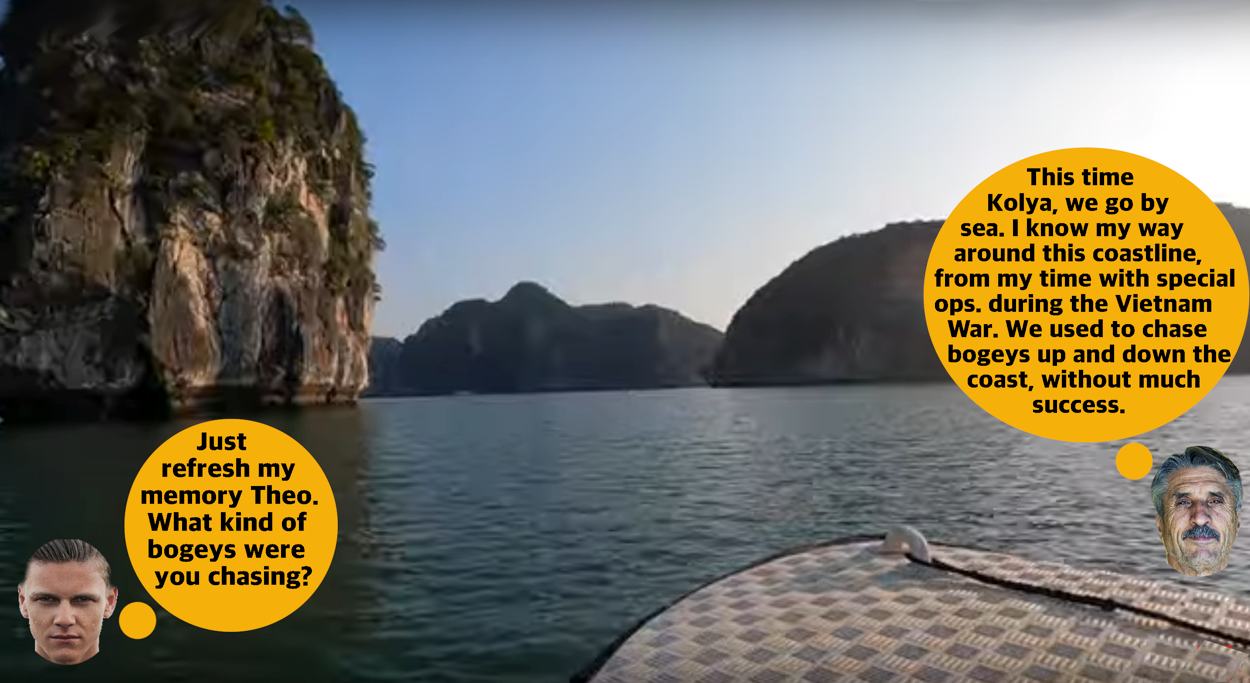 This time
Kolya, we go by
sea. I know my way
around this coastline,
from my time with special
ops. during the Vietnam
War. We used to chase
bogeys up and down the
coast, without much
success.
Just
refresh my
memory Theo.
What kind of
bogeys were
you chasing?